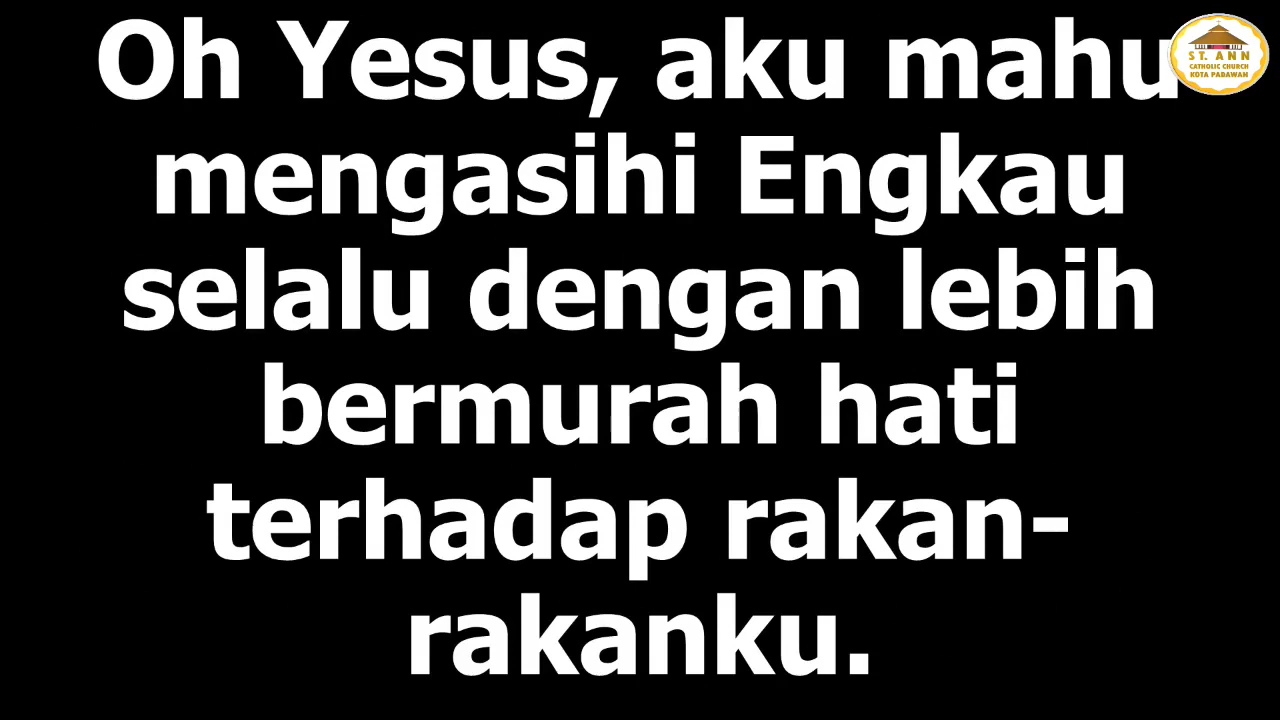 Oh Yesus, aku mahu
mengasihi Engkau
selalu dengan lebih
bermurah hati
terhadap rakan-
rakanku.
ST. ANN
CATHOLIC CHURCH
KOTA PADAWAN